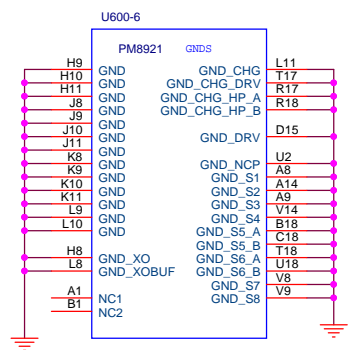 U600-6
PM8921 GNDS
H9 GND GND_CHG L11
H10 GND GND_CHG_DRV T17
H11 GND GND_CHG_HP_A R17
J8 GND GND_CHG_HP_B R18
J9 GND
J10 GND GND_DRV D15
J11 GND
K8 GND GND_NCP U2
K9 GND GND_S1 A8
K10 GND GND_S2 A14
K11 GND GND_S3 A9
L9 GND GND_S4 V14
L10 GND GND_S5_A B18
GND_S5_B C18
H8 GND_XO GND_S6_A T18
L8 GND_XOBUF GND_S6_B U18
GND_S7 V8
A1 NC1 GND_S8 V9
B1 NC2